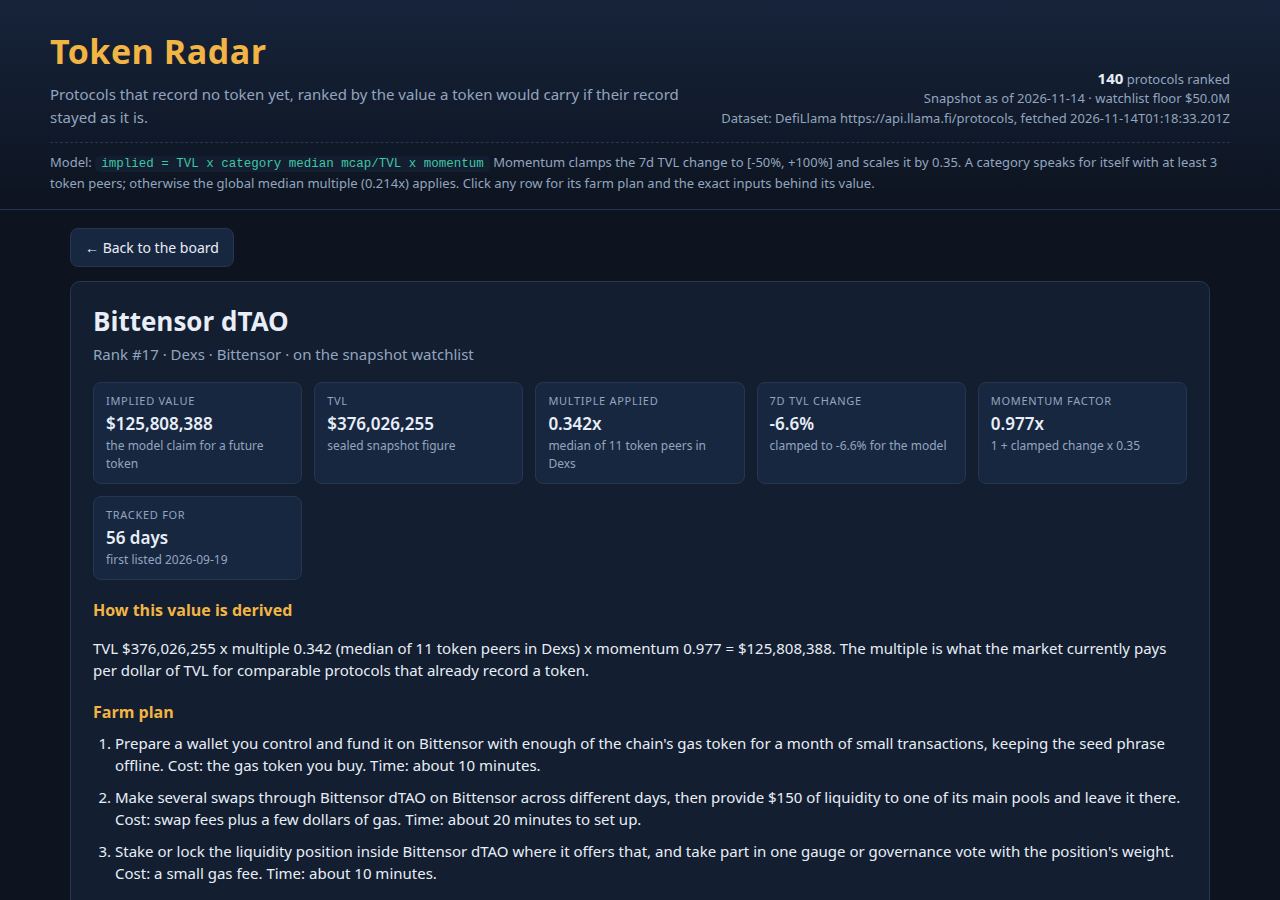 Token Radar
Protocols that record no token yet, ranked by the value a token would carry if their record
stayed as it is.
140 protocols ranked
Snapshot as of 2026-11-14 · watchlist floor $50.0M
Dataset: DefiLlama https://api.llama.fi/protocols, fetched 2026-11-14T01:18:33.201Z
Model: implied = TVL x category median mcap/TVL x momentum Momentum clamps the 7d TVL change to [-50%, +100%] and scales it by 0.35. A category speaks for itself with at least 3
token peers; otherwise the global median multiple (0.214x) applies. Click any row for its farm plan and the exact inputs behind its value.
← Back to the board
Bittensor dTAO
Rank #17 · Dexs · Bittensor · on the snapshot watchlist
IMPLIED VALUE
$125,808,388
the model claim for a future
token
TVL
$376,026,255
sealed snapshot figure
MULTIPLE APPLIED
0.342x
median of 11 token peers in
Dexs
7D TVL CHANGE
-6.6%
clamped to -6.6% for the model
MOMENTUM FACTOR
0.977x
1 + clamped change x 0.35
TRACKED FOR
56 days
first listed 2026-09-19
How this value is derived
TVL $376,026,255 x multiple 0.342 (median of 11 token peers in Dexs) x momentum 0.977 = $125,808,388. The multiple is what the market currently pays
per dollar of TVL for comparable protocols that already record a token.
Farm plan
1. Prepare a wallet you control and fund it on Bittensor with enough of the chain's gas token for a month of small transactions, keeping the seed phrase
offline. Cost: the gas token you buy. Time: about 10 minutes.
2. Make several swaps through Bittensor dTAO on Bittensor across different days, then provide $150 of liquidity to one of its main pools and leave it there.
Cost: swap fees plus a few dollars of gas. Time: about 20 minutes to set up.
3. Stake or lock the liquidity position inside Bittensor dTAO where it offers that, and take part in one gauge or governance vote with the position's weight.
Cost: a small gas fee. Time: about 10 minutes.